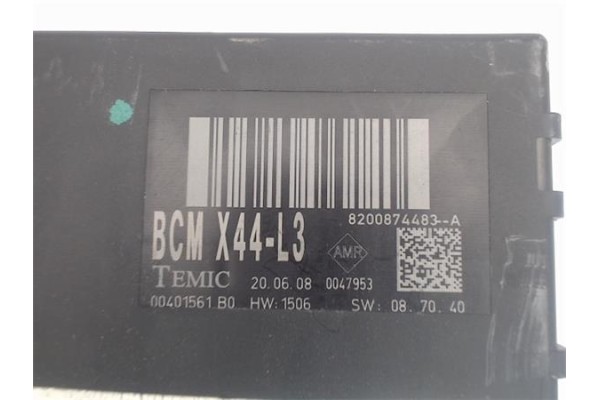 8200874483--A
BCM X44-L3
AMR
TEMIC 20.06.08 0047953
00401561 B0 HW: 1506 SW: 08. 70. 40